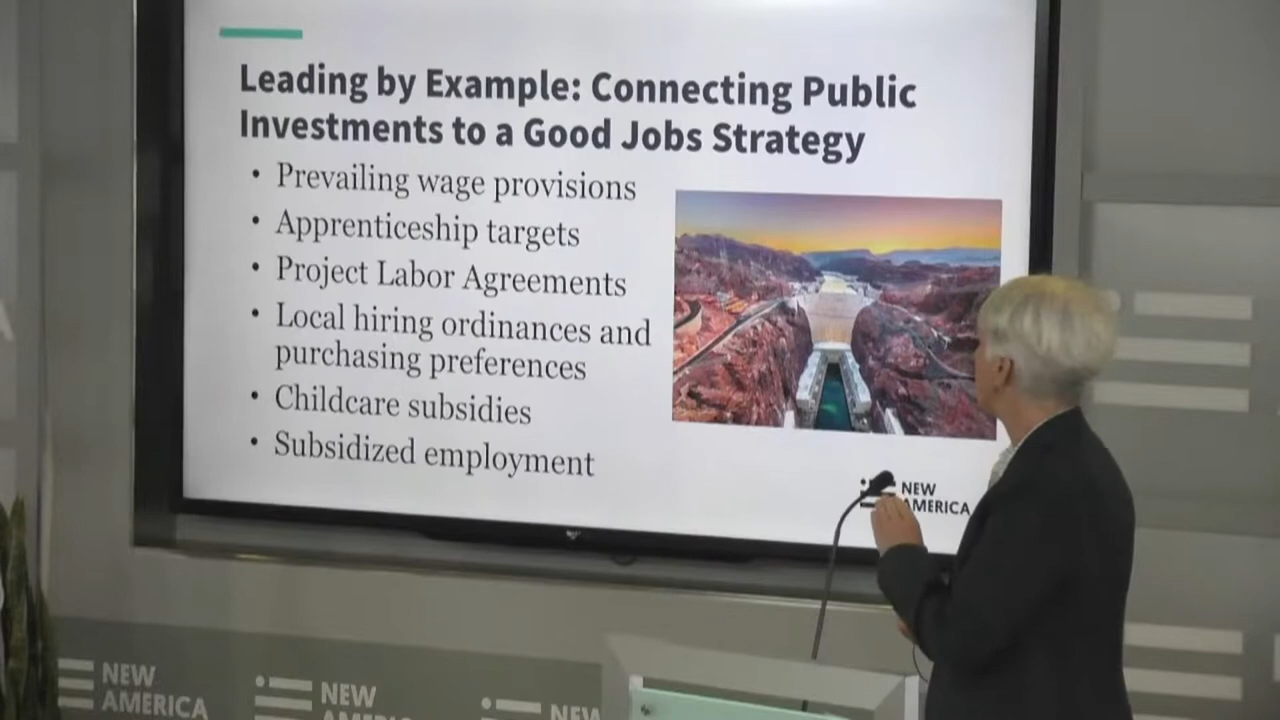 Leading by Example: Connecting Public
Investments to a Good Jobs Strategy
• Prevailing wage provisions
• Apprenticeship targets
• Project Labor Agreements
• Local hiring ordinances and
purchasing preferences
• Childcare subsidies
• Subsidized employment
NEW
AMERICA
NEW
AMERICA
NEW
NEW